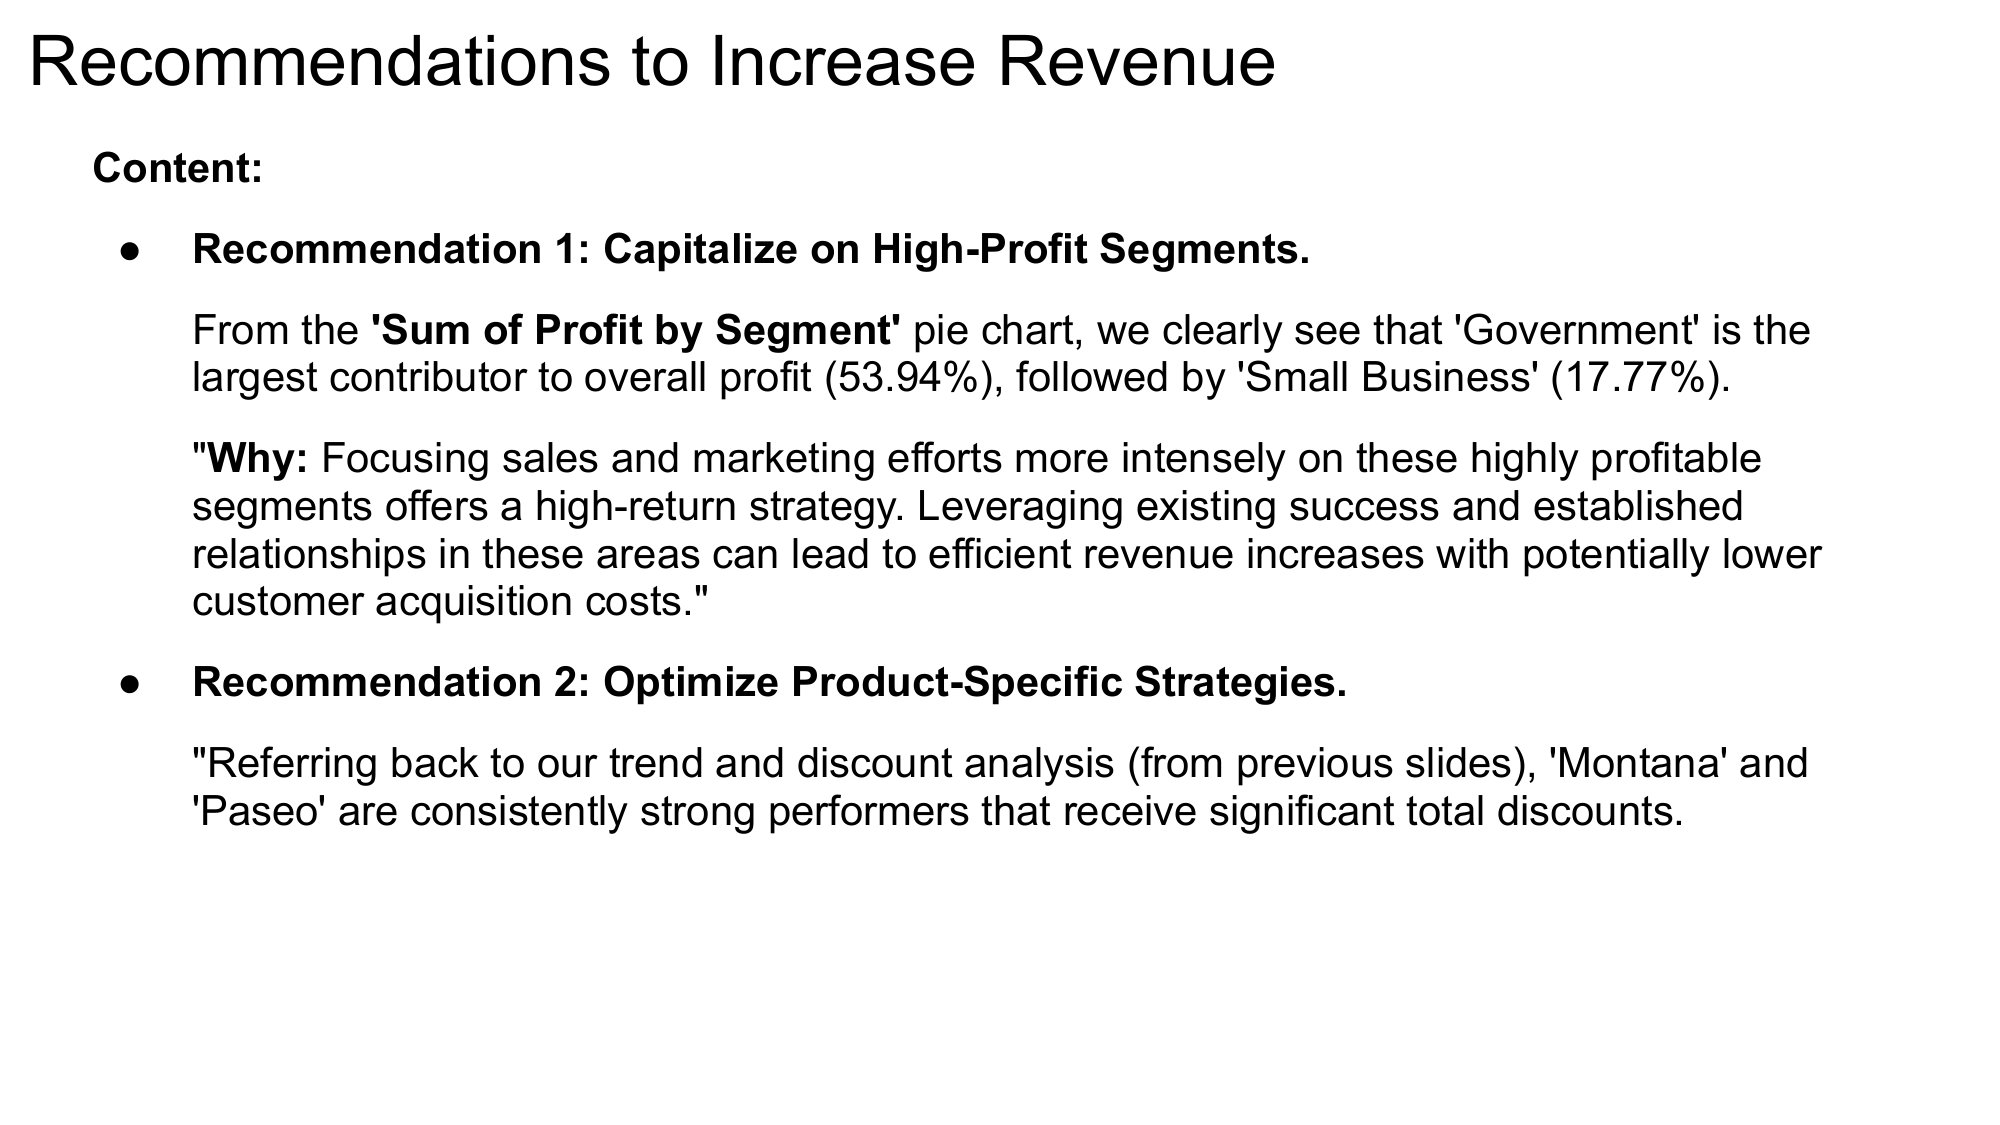 Recommendations to Increase Revenue
Content:
● Recommendation 1: Capitalize on High-Profit Segments.
From the 'Sum of Profit by Segment' pie chart, we clearly see that 'Government' is the
largest contributor to overall profit (53.94%), followed by 'Small Business' (17.77%).
"Why: Focusing sales and marketing efforts more intensely on these highly profitable
segments offers a high-return strategy. Leveraging existing success and established
relationships in these areas can lead to efficient revenue increases with potentially lower
customer acquisition costs."
● Recommendation 2: Optimize Product-Specific Strategies.
"Referring back to our trend and discount analysis (from previous slides), 'Montana' and
'Paseo' are consistently strong performers that receive significant total discounts.